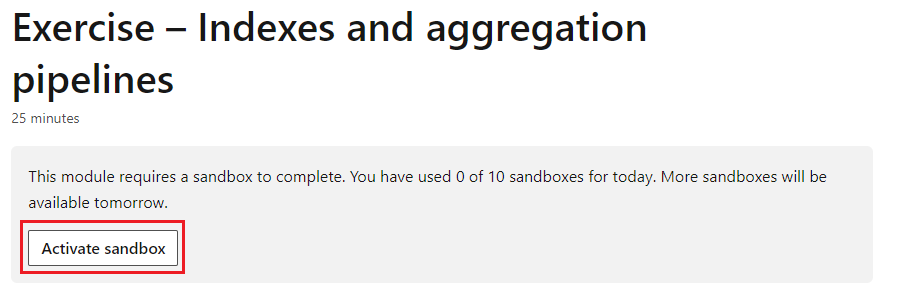 Exercise – Indexes and aggregation
pipelines
25 minutes
This module requires a sandbox to complete. You have used 0 of 10 sandboxes for today. More sandboxes will be
available tomorrow.
Activate sandbox